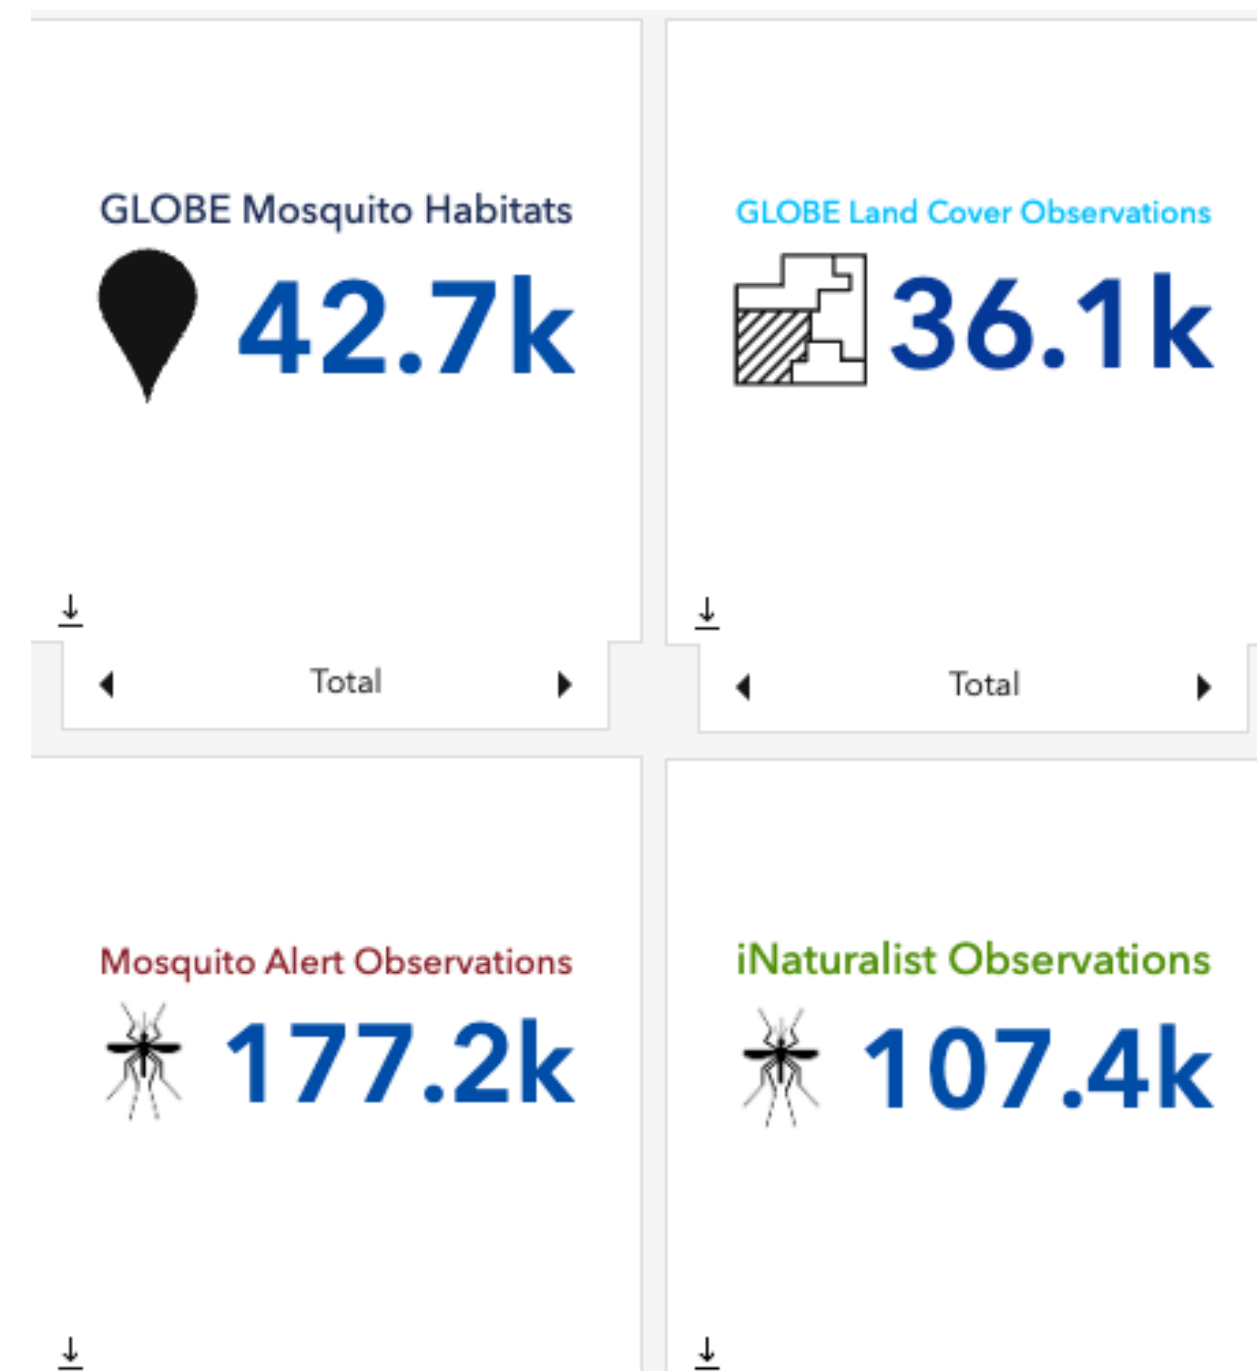 GLOBE Mosquito Habitats
42.7k
Total
GLOBE Land Cover Observations
36.1k
Total
Mosquito Alert Observations
177.2k
iNaturalist Observations
107.4k